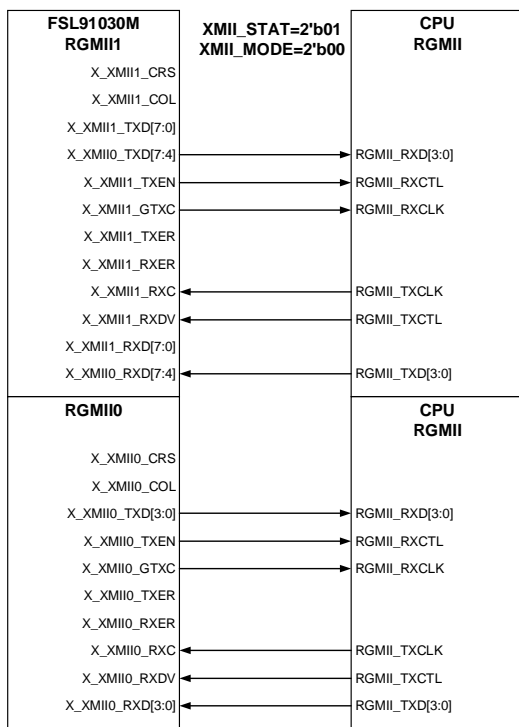 FSL91030M
RGMII1
XMII_STAT=2'b01
XMII_MODE=2'b00
CPU
RGMII
X_XMII1_CRS
X_XMII1_COL
X_XMII1_TXD[7:0]
X_XMII0_TXD[7:4] RGMII_RXD[3:0]
X_XMII1_TXEN RGMII_RXCTL
X_XMII1_GTXC RGMII_RXCLK
X_XMII1_TXER
X_XMII1_RXER
X_XMII1_RXC RGMII_TXCLK
X_XMII1_RXDV RGMII_TXCTL
X_XMII1_RXD[7:0]
X_XMII0_RXD[7:4] RGMII_TXD[3:0]
RGMII0
CPU
RGMII
X_XMII0_CRS
X_XMII0_COL
X_XMII0_TXD[3:0] RGMII_RXD[3:0]
X_XMII0_TXEN RGMII_RXCTL
X_XMII0_GTXC RGMII_RXCLK
X_XMII0_TXER
X_XMII0_RXER
X_XMII0_RXC RGMII_TXCLK
X_XMII0_RXDV RGMII_TXCTL
X_XMII0_RXD[3:0] RGMII_TXD[3:0]